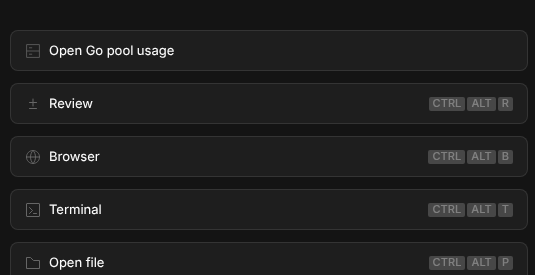 Open Go pool usage
Review CTRL ALT R
Browser CTRL ALT B
Terminal CTRL ALT T
Open file CTRL ALT P